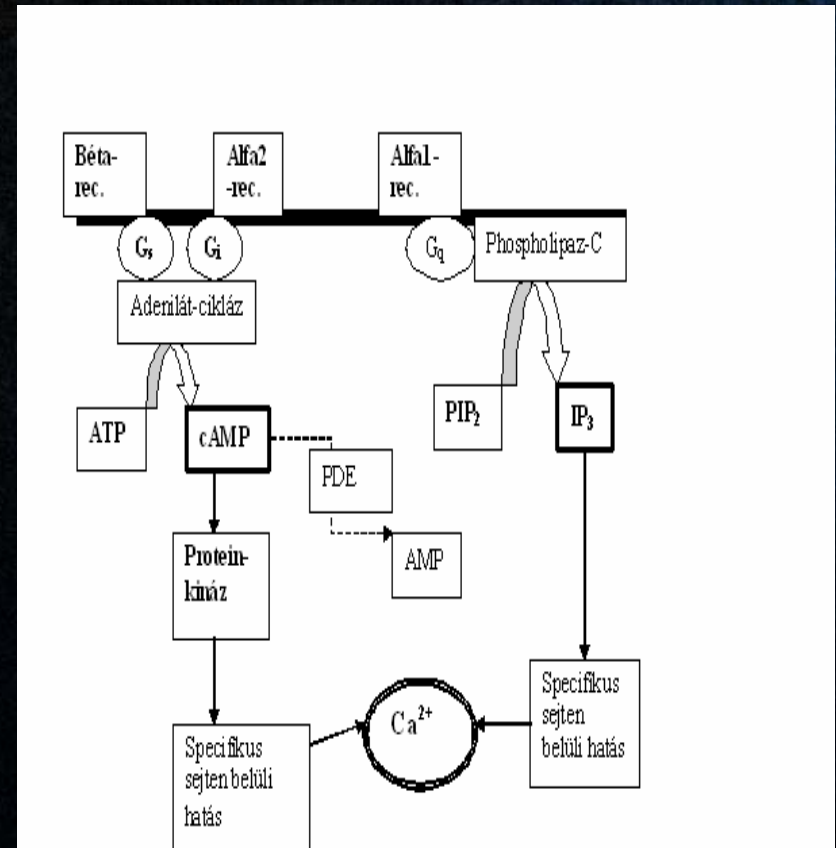 Béta-
rec.
Alfa2
-rec.
Alfa1-
rec.
Gs
Gi
Gq
Phospholipaz-C
Adenilát-cikláz
ATP
cAMP
PIP2
IP3
PDE
AMP
Protein-
kináz
Specifikus
sejten belüli
hatás
Ca2+
Specifikus
sejten
belüli hatás